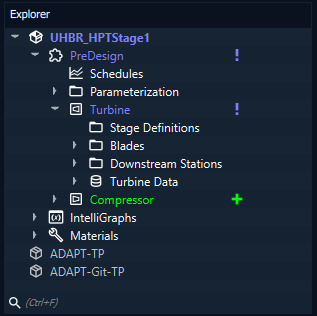 Explorer
UHBR_HPTStage1
PreDesign !
Schedules
Parameterization
Turbine !
Stage Definitions
Blades
Downstream Stations
Turbine Data
Compressor +
IntelliGraphs
Materials
ADAPT-TP
ADAPT-Git-TP
(Ctrl+F)